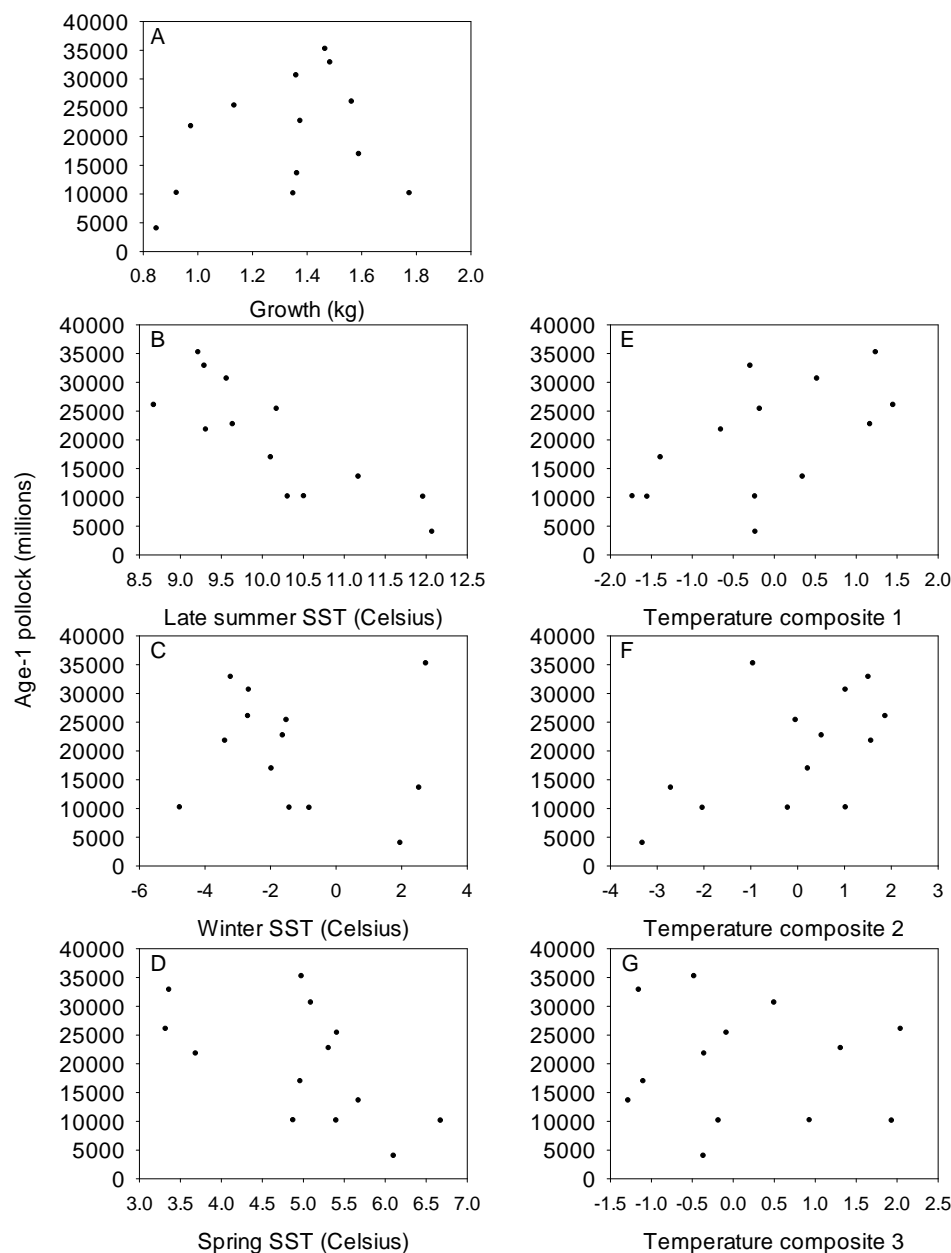 A
40000
35000
30000
25000
20000
15000
10000
5000
0
0.8 1.0 1.2 1.4 1.6 1.8 2.0
Growth (kg)
Age-1 pollock (millions)
B
40000
35000
30000
25000
20000
15000
10000
5000
0
8.5 9.0 9.5 10.0 10.5 11.0 11.5 12.0 12.5
Late summer SST (Celsius)
E
40000
35000
30000
25000
20000
15000
10000
5000
0
-2.0 -1.5 -1.0 -0.5 0.0 0.5 1.0 1.5 2.0
Temperature composite 1
C
40000
35000
30000
25000
20000
15000
10000
5000
0
-6 -4 -2 0 2 4
Winter SST (Celsius)
F
40000
35000
30000
25000
20000
15000
10000
5000
0
-4 -3 -2 -1 0 1 2 3
Temperature composite 2
D
40000
35000
30000
25000
20000
15000
10000
5000
0
3.0 3.5 4.0 4.5 5.0 5.5 6.0 6.5 7.0
Spring SST (Celsius)
G
40000
35000
30000
25000
20000
15000
10000
5000
0
-1.5 -1.0 -0.5 0.0 0.5 1.0 1.5 2.0 2.5
Temperature composite 3